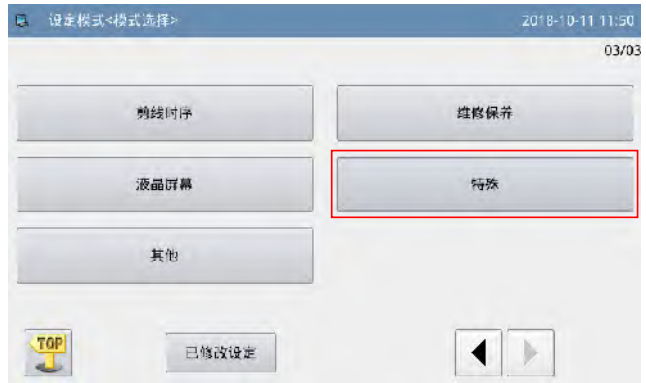 设定模式<模式选择> 2018-10-11 11:50
03/03
剪线时序 维修保养
液晶屏幕 特殊
其他
TOP 已修改设定